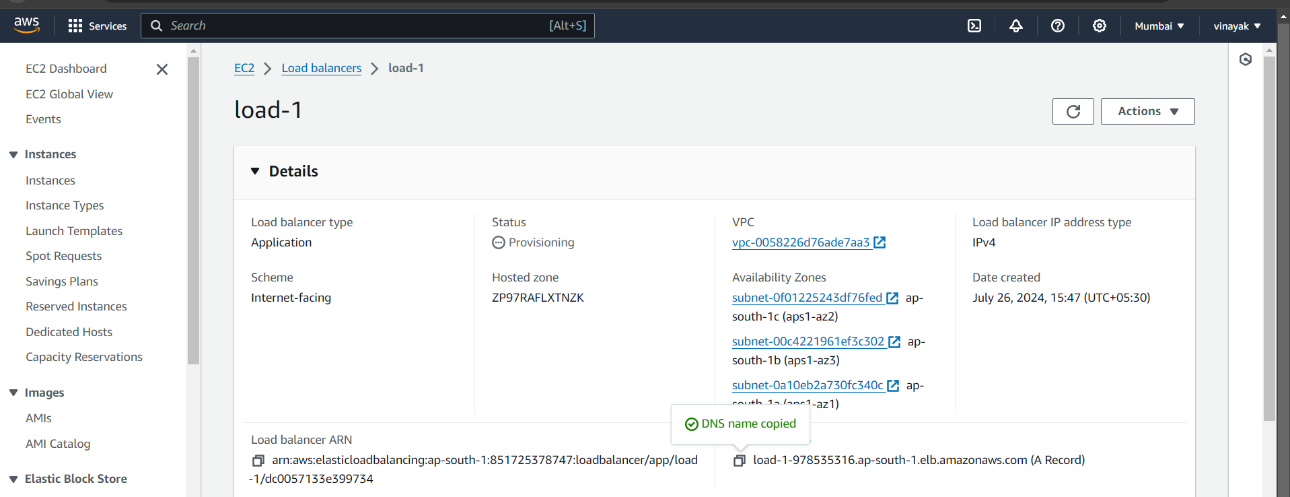 aws Services Search [Alt+S] Mumbai ▼ vinayak ▼
EC2 Dashboard
EC2 Global View
Events
Instances
Instances
Instance Types
Launch Templates
Spot Requests
Savings Plans
Reserved Instances
Dedicated Hosts
Capacity Reservations
Images
AMIs
AMI Catalog
Elastic Block Store
EC2 > Load balancers > load-1
load-1
Actions ▼
Details
Load balancer type
Application
Scheme
Internet-facing
Status
Provisioning
Hosted zone
ZP97RAFLXTNZK
VPC
vpc-0058226d76ade7aa3
Availability Zones
subnet-0f01225243df76fed ap-
south-1c (aps1-az2)
subnet-00c4221961ef3c302 ap-
south-1b (aps1-az3)
subnet-0a10eb2a730fc340c ap-
south-1a (aps1-az1)
Load balancer IP address type
IPv4
Date created
July 26, 2024, 15:47 (UTC+05:30)
Load balancer ARN
arn:aws:elasticloadbalancing:ap-south-1:851725378747:loadbalancer/app/load
-1/dc0057133e399734
DNS name copied
load-1-978535316.ap-south-1.elb.amazonaws.com (A Record)